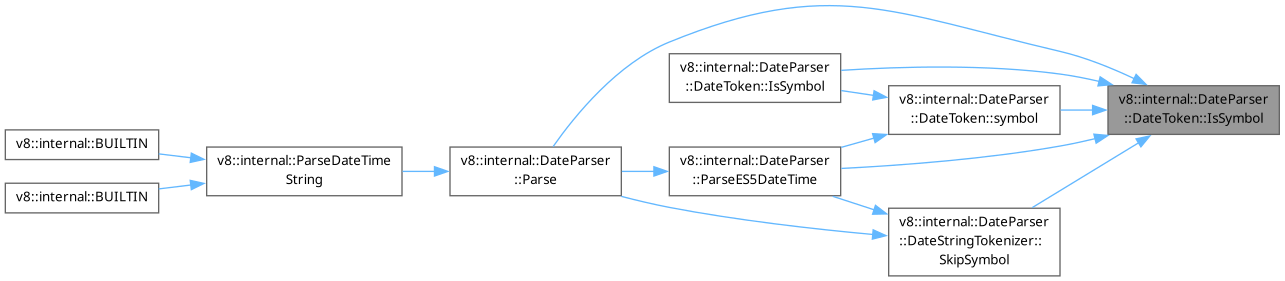 v8::internal::BUILTIN
v8::internal::BUILTIN
v8::internal::ParseDateTime
String
v8::internal::DateParser
::Parse
v8::internal::DateParser
::DateToken::IsSymbol
v8::internal::DateParser
::ParseES5DateTime
v8::internal::DateParser
::DateToken::symbol
v8::internal::DateParser
::DateStringTokenizer::
SkipSymbol
v8::internal::DateParser
::DateToken::IsSymbol